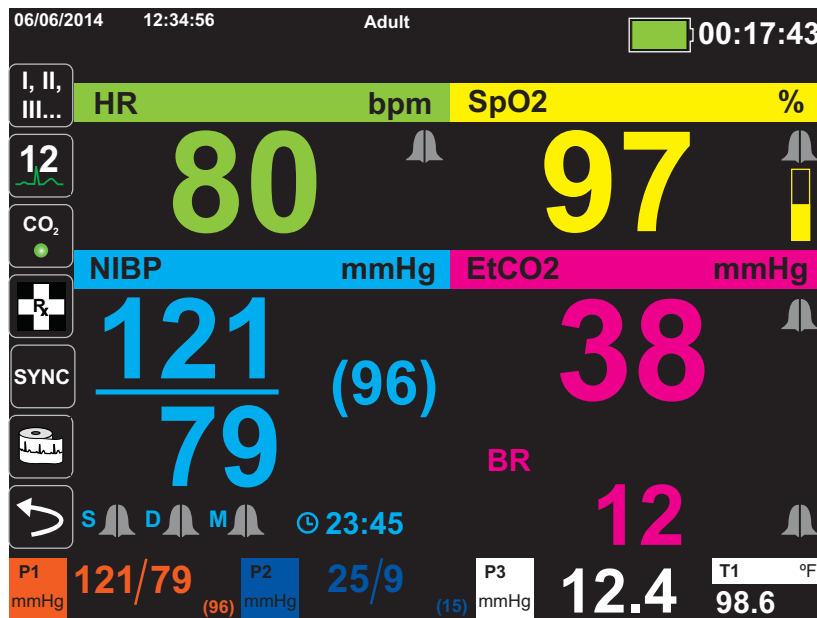 06/06/2014 12:34:56 Adult 00:17:43
I, II,
III...
HR bpm SpO2 %
80 97
12
CO2
NIBP mmHg EtCO2 mmHg
Rx
121 38
(96)
SYNC
79
BR
12
S D M 23:45
P1 121/79 P2 25/9 P3 12.4 T1 ºF
mmHg (96) mmHg (15) mmHg 98.6